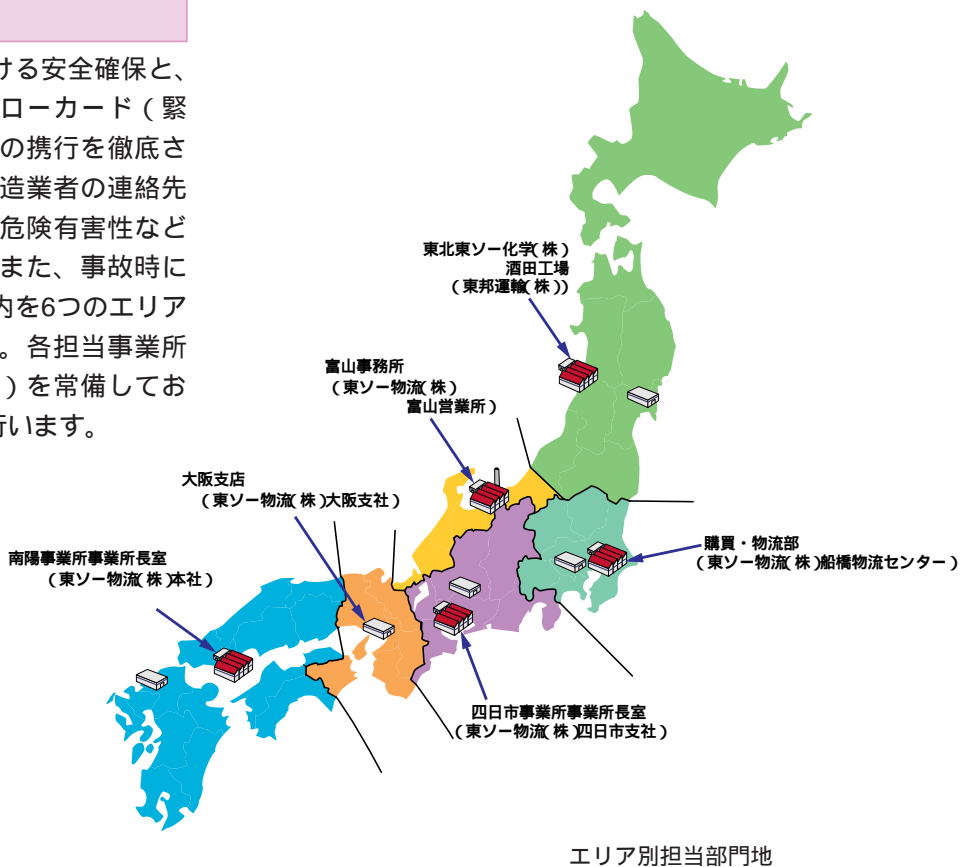 ける安全確保と、
ローカード（緊
の携行を徹底さ
造業者の連絡先
危険有害性など
また、事故時に
内を6つのエリア
。各担当事業所
）を常備してお
行います。
東北東ソー化学(株)
酒田工場
（東邦運輸(株)）
富山事務所
（東ソー物流(株)
富山営業所）
大阪支店
（東ソー物流(株)大阪支社）
南陽事業所事業所長室
（東ソー物流(株)本社）
購買・物流部
（東ソー物流(株)船橋物流センター）
四日市事業所事業所長室
（東ソー物流(株)四日市支社）
エリア別担当部門地